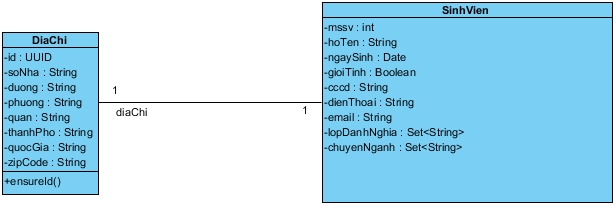 DiaChi
-id : UUID
-soNha : String
-duong : String
-phuong : String
-quan : String
-thanhPho : String
-quocGia : String
-zipCode : String
+ensureId()
1
diaChi
1
SinhVien
-mssv : int
-hoTen : String
-ngaySinh : Date
-gioiTinh : Boolean
-cccd : String
-dienThoai : String
-email : String
-lopDanhNghia : Set<String>
-chuyenNganh : Set<String>